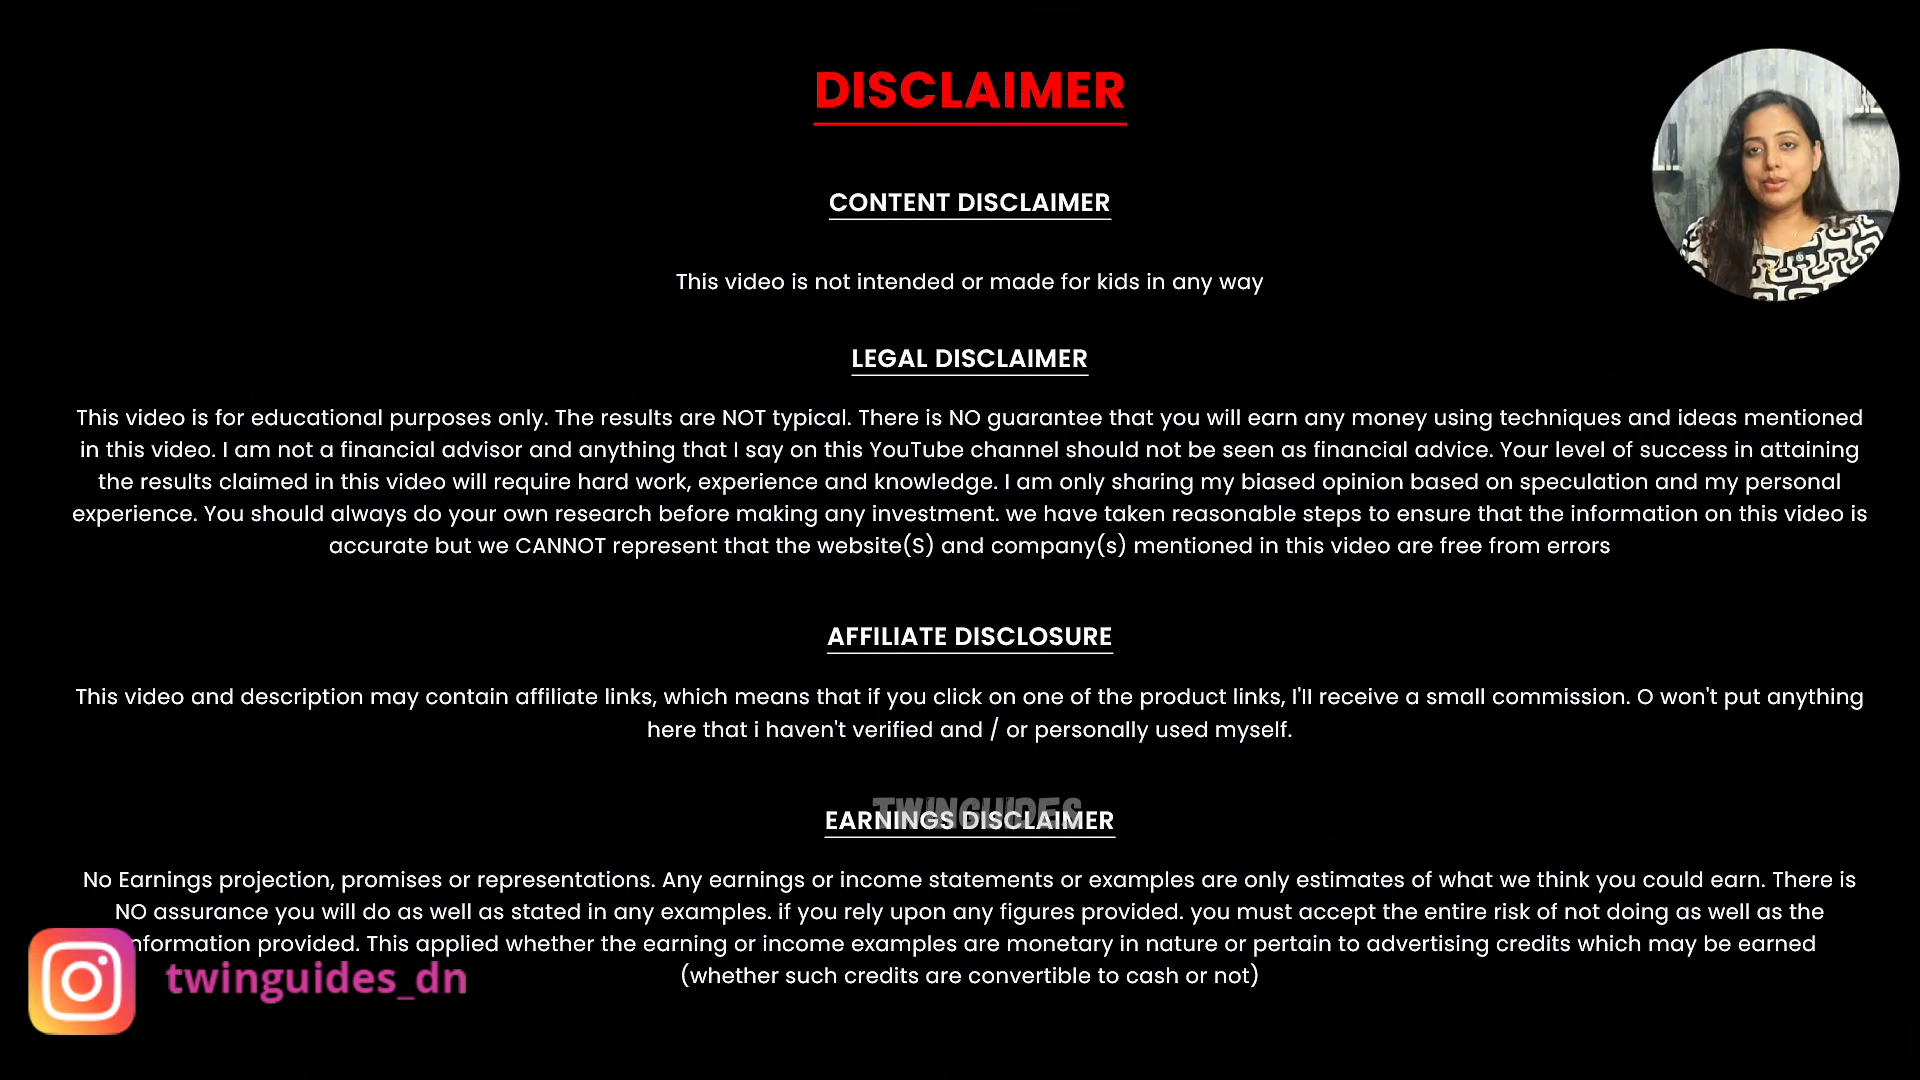 DISCLAIMER
CONTENT DISCLAIMER
This video is not intended or made for kids in any way
LEGAL DISCLAIMER
This video is for educational purposes only. The results are NOT typical. There is NO guarantee that you will earn any money using techniques and ideas mentioned
in this video. I am not a financial advisor and anything that I say on this YouTube channel should not be seen as financial advice. Your level of success in attaining
the results claimed in this video will require hard work, experience and knowledge. I am only sharing my biased opinion based on speculation and my personal
experience. You should always do your own research before making any investment. we have taken reasonable steps to ensure that the information on this video is
accurate but we CANNOT represent that the website(S) and company(s) mentioned in this video are free from errors
AFFILIATE DISCLOSURE
This video and description may contain affiliate links, which means that if you click on one of the product links, I'll receive a small commission. O won't put anything
here that i haven't verified and / or personally used myself.
TWINGUIDES
EARNINGS DISCLAIMER
No Earnings projection, promises or representations. Any earnings or income statements or examples are only estimates of what we think you could earn. There is
NO assurance you will do as well as stated in any examples. if you rely upon any figures provided. you must accept the entire risk of not doing as well as the
nformation provided. This applied whether the earning or income examples are monetary in nature or pertain to advertising credits which may be earned
(whether such credits are convertible to cash or not)
twinguides_dn